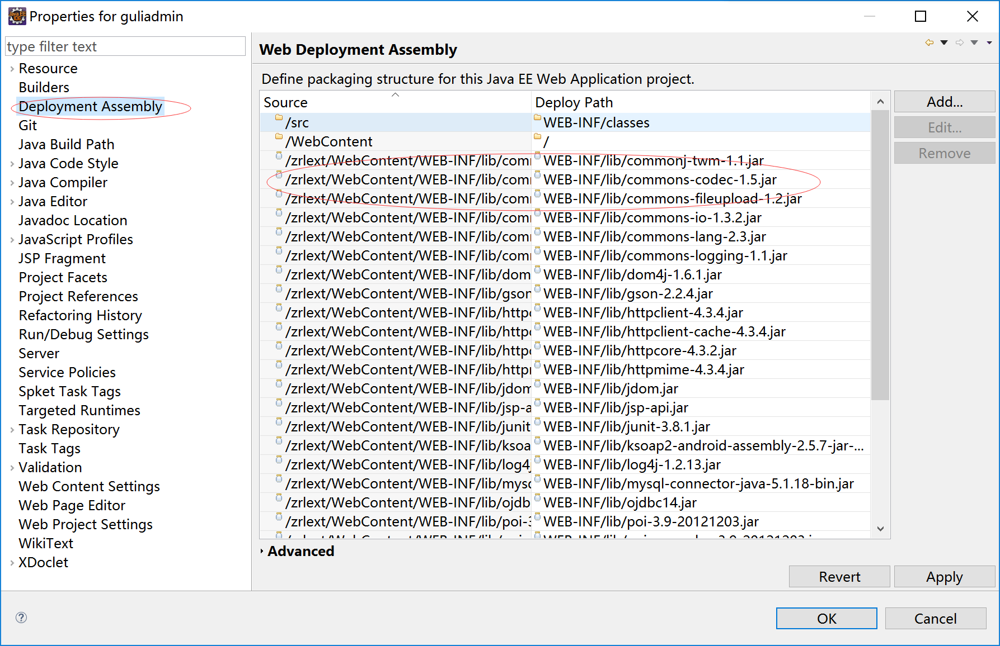 Properties for guliadmin
type filter text
Resource
Builders
Deployment Assembly
Git
Java Build Path
Java Code Style
Java Compiler
Java Editor
Javadoc Location
JavaScript Profiles
JSP Fragment
Project Facets
Project References
Refactoring History
Run/Debug Settings
Server
Service Policies
Spket Task Tags
Targeted Runtimes
Task Repository
Task Tags
Validation
Web Content Settings
Web Page Editor
Web Project Settings
WikiText
XDoclet
Web Deployment Assembly
Define packaging structure for this Java EE Web Application project.
Source Deploy Path
/src WEB-INF/classes
/WebContent /
/zrlext/WebContent/WEB-INF/lib/com WEB-INF/lib/commonj-twm-1.1.jar
/zrlext/WebContent/WEB-INF/lib/com WEB-INF/lib/commons-codec-1.5.jar
/zrlext/WebContent/WEB-INF/lib/com WEB-INF/lib/commons-fileupload-1.2.jar
/zrlext/WebContent/WEB-INF/lib/com WEB-INF/lib/commons-io-1.3.2.jar
/zrlext/WebContent/WEB-INF/lib/com WEB-INF/lib/commons-lang-2.3.jar
/zrlext/WebContent/WEB-INF/lib/com WEB-INF/lib/commons-logging-1.1.jar
/zrlext/WebContent/WEB-INF/lib/dom WEB-INF/lib/dom4j-1.6.1.jar
/zrlext/WebContent/WEB-INF/lib/gson WEB-INF/lib/gson-2.2.4.jar
/zrlext/WebContent/WEB-INF/lib/http WEB-INF/lib/httpclient-4.3.4.jar
/zrlext/WebContent/WEB-INF/lib/http WEB-INF/lib/httpclient-cache-4.3.4.jar
/zrlext/WebContent/WEB-INF/lib/http WEB-INF/lib/httpcore-4.3.2.jar
/zrlext/WebContent/WEB-INF/lib/http WEB-INF/lib/httpmime-4.3.4.jar
/zrlext/WebContent/WEB-INF/lib/jdom WEB-INF/lib/jdom.jar
/zrlext/WebContent/WEB-INF/lib/jsp-a WEB-INF/lib/jsp-api.jar
/zrlext/WebContent/WEB-INF/lib/junit WEB-INF/lib/junit-3.8.1.jar
/zrlext/WebContent/WEB-INF/lib/ksoa WEB-INF/lib/ksoap2-android-assembly-2.5.7-jar-...
/zrlext/WebContent/WEB-INF/lib/log4j WEB-INF/lib/log4j-1.2.13.jar
/zrlext/WebContent/WEB-INF/lib/mysq WEB-INF/lib/mysql-connector-java-5.1.18-bin.jar
/zrlext/WebContent/WEB-INF/lib/ojdb WEB-INF/lib/ojdbc14.jar
/zrlext/WebContent/WEB-INF/lib/poi-3 WEB-INF/lib/poi-3.9-20121203.jar
Add...
Edit...
Remove
Advanced
Revert Apply
OK Cancel